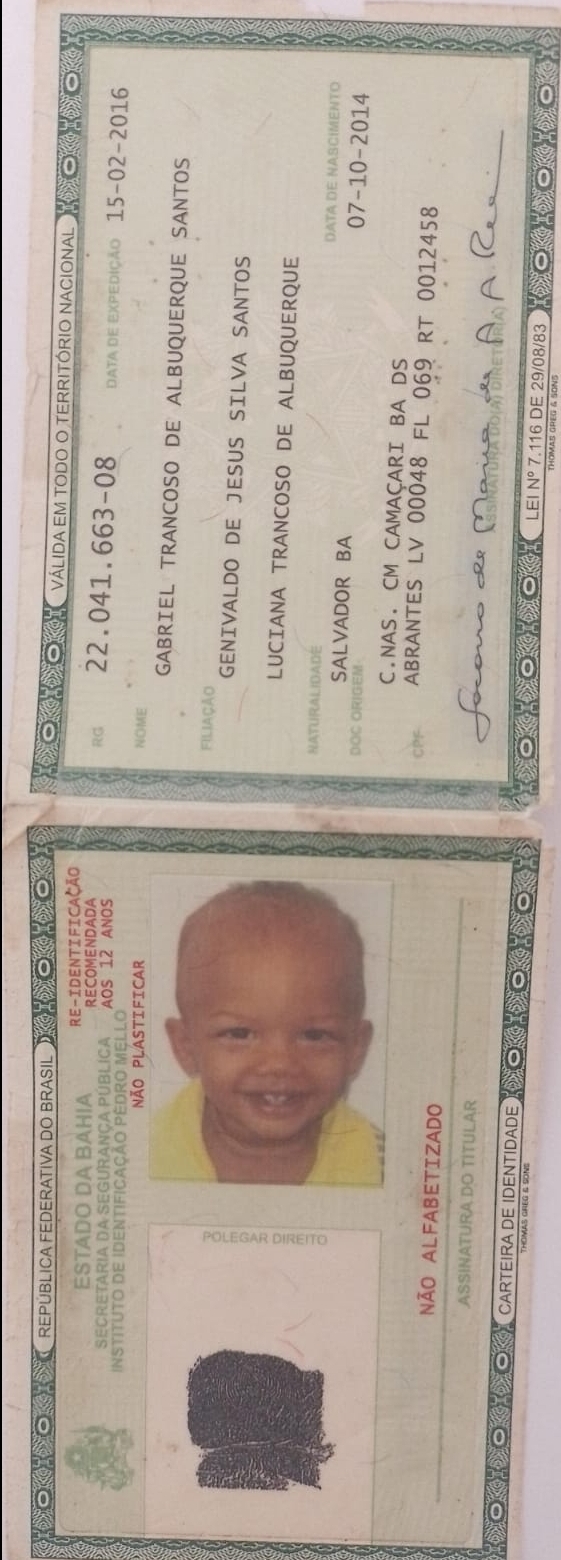 VÁLIDA EM TODO O TERRITÓRIO NACIONAL
RG 22.041.663-08 DATA DE EXPEDIÇÃO 15-02-2016
NOME GABRIEL TRANCOSO DE ALBUQUERQUE SANTOS
FILIAÇÃO GENIVALDO DE JESUS SILVA SANTOS
LUCIANA TRANCOSO DE ALBUQUERQUE
NATURALIDADE SALVADOR BA DATA DE NASCIMENTO 07-10-2014
DOC ORIGEM C.NAS. CM CAMAÇARI BA DS
ABRANTES LV 00048 FL 069 RT 0012458
CPF
ASSINATURA DO(A) DIRETOR(A)
LEI Nº 7.116 DE 29/08/83
THOMAS GREG & SONS
REPÚBLICA FEDERATIVA DO BRASIL
ESTADO DA BAHIA
SECRETARIA DA SEGURANÇA PÚBLICA
INSTITUTO DE IDENTIFICAÇÃO PEDRO MELLO
RE-IDENTIFICAÇÃO
RECOMENDADA
AOS 12 ANOS
NÃO PLASTIFICAR
POLEGAR DIREITO
NÃO ALFABETIZADO
ASSINATURA DO TITULAR
CARTEIRA DE IDENTIDADE
THOMAS GREG & SONS